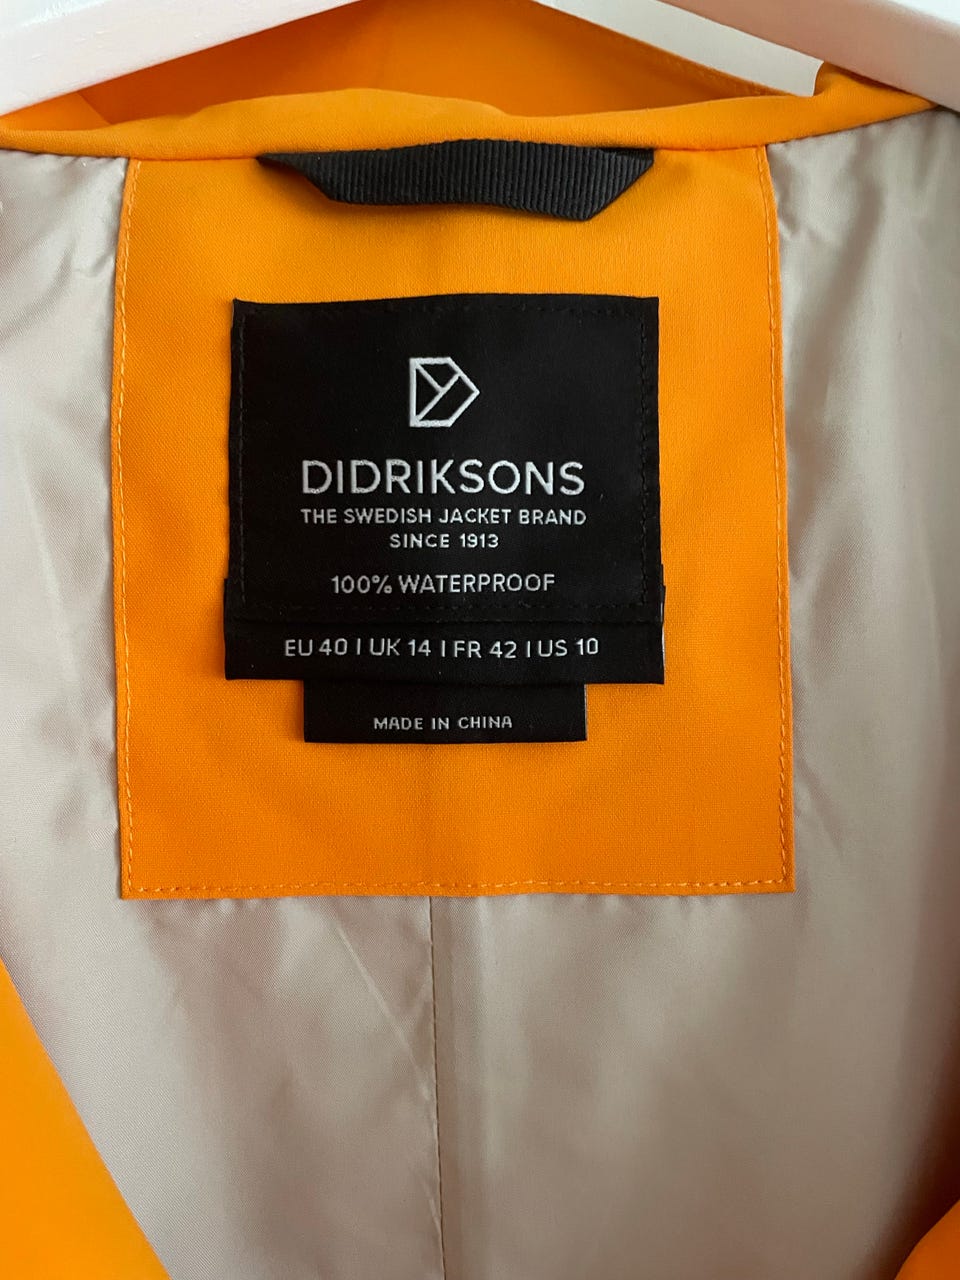 DIDRIKSONS
THE SWEDISH JACKET BRAND
SINCE 1913
100% WATERPROOF
EU 40 | UK 14 | FR 42 | US 10
MADE IN CHINA